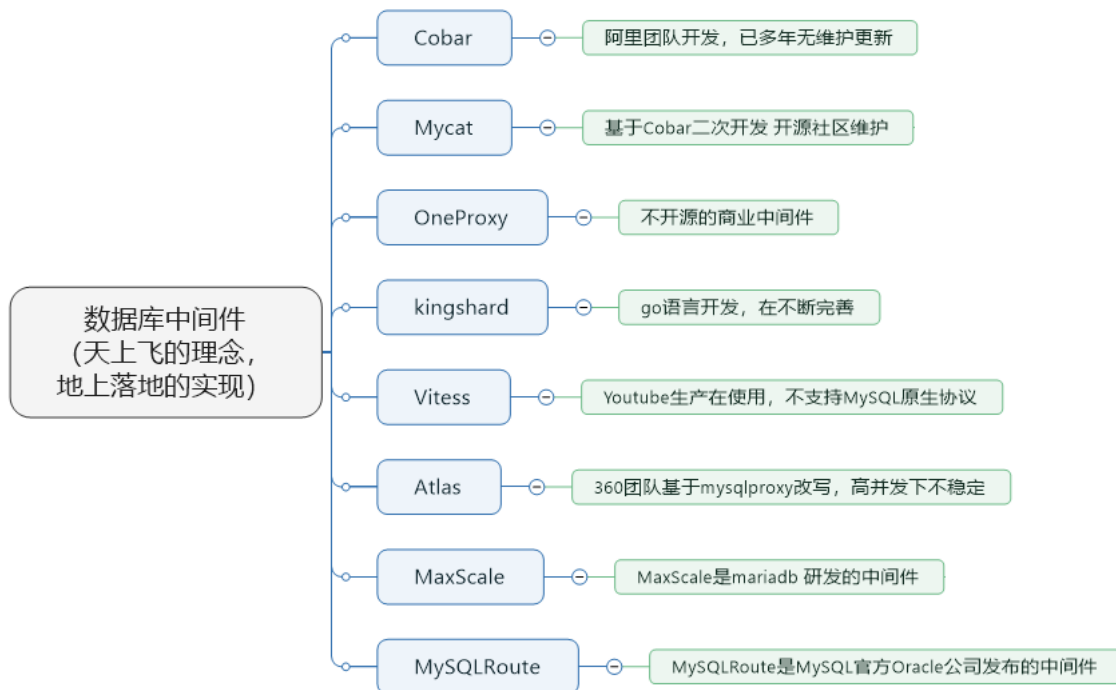 Cobar
阿里团队开发，已多年无维护更新
Mycat
基于Cobar二次开发 开源社区维护
OneProxy
不开源的商业中间件
kingshard
go语言开发，在不断完善
数据库中间件
（天上飞的理念，
地上落地的实现）
Vitess
Youtube生产在使用，不支持MySQL原生协议
Atlas
360团队基于mysqlproxy改写，高并发下不稳定
MaxScale
MaxScale是mariadb 研发的中间件
MySQLRoute
MySQLRoute是MySQL官方Oracle公司发布的中间件